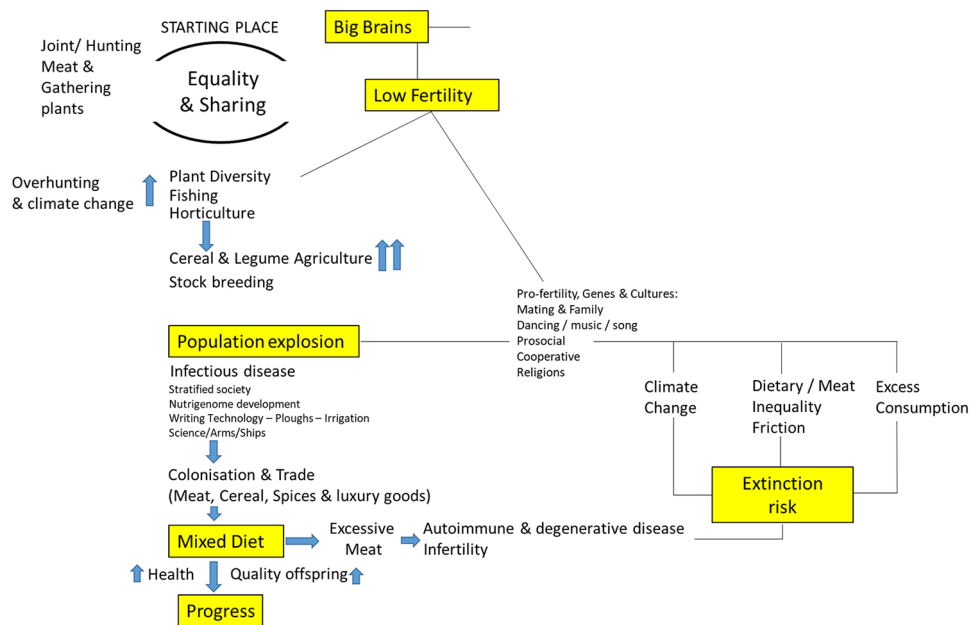 STARTING PLACE
Joint/ Hunting
Meat &
Gathering
plants
Equality
& Sharing
Big Brains
Low Fertility
Overhunting
& climate change
Plant Diversity
Fishing
Horticulture
Cereal & Legume Agriculture
Stock breeding
Pro-fertility, Genes & Cultures:
Mating & Family
Dancing / music / song
Prosocial
Cooperative
Religions
Population explosion
Infectious disease
Stratified society
Nutrigenome development
Writing Technology – Ploughs – Irrigation
Science/Arms/Ships
Climate
Change
Dietary / Meat
Inequality
Friction
Excess
Consumption
Extinction
risk
Colonisation & Trade
(Meat, Cereal, Spices & luxury goods)
Mixed Diet
Excessive
Meat
Autoimmune & degenerative disease
Infertility
Health
Quality offspring
Progress